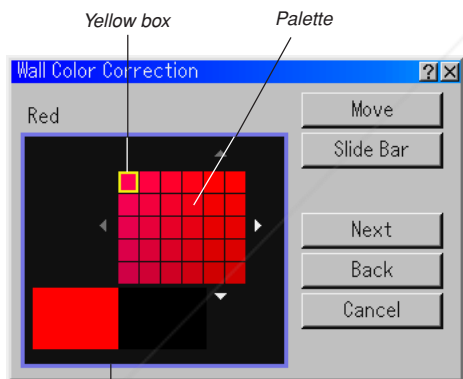 Yellow box
Palette
Wall Color Correction
Red
Move
Slide Bar
Next
Back
Cancel